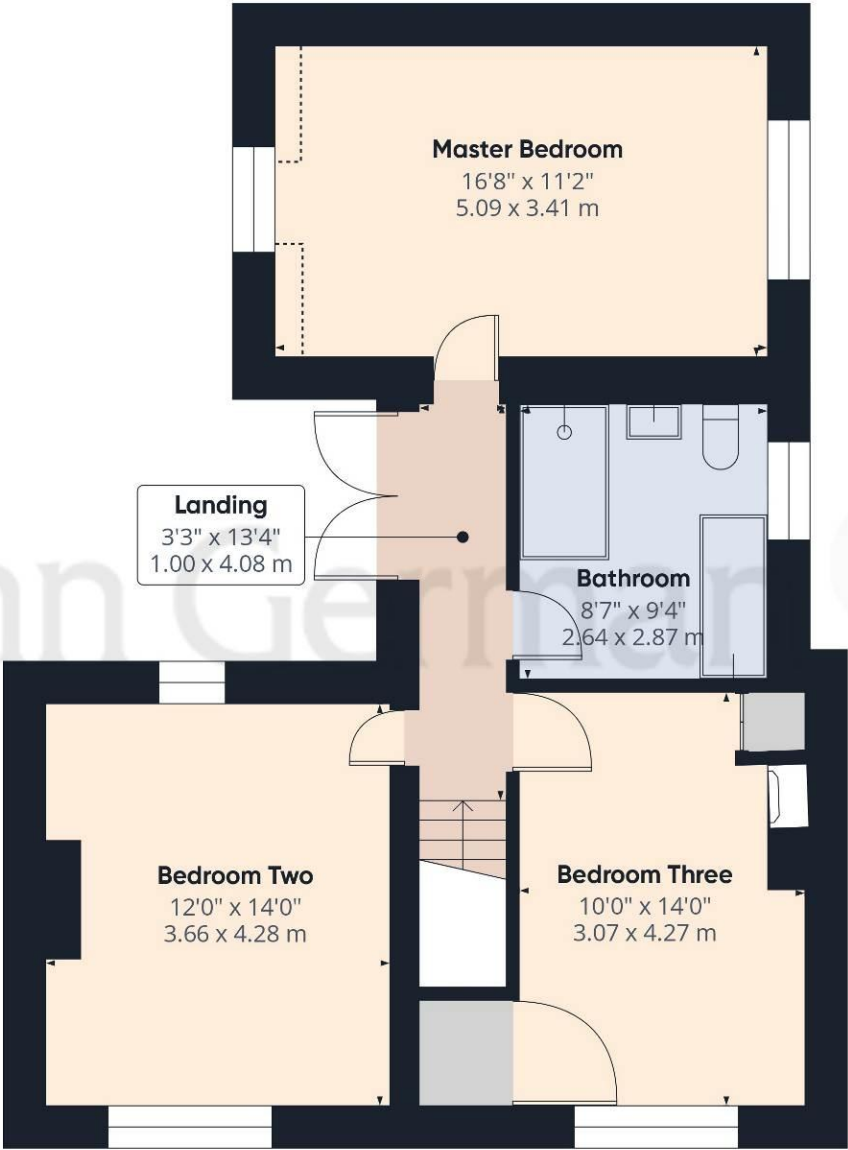 Master Bedroom
16'8" x 11'2"
5.09 x 3.41 m
Landing
3'3" x 13'4"
1.00 x 4.08 m
Bathroom
8'7" x 9'4"
2.64 x 2.87 m
German
Bedroom Two
12'0" x 14'0"
3.66 x 4.28 m
Bedroom Three
10'0" x 14'0"
3.07 x 4.27 m